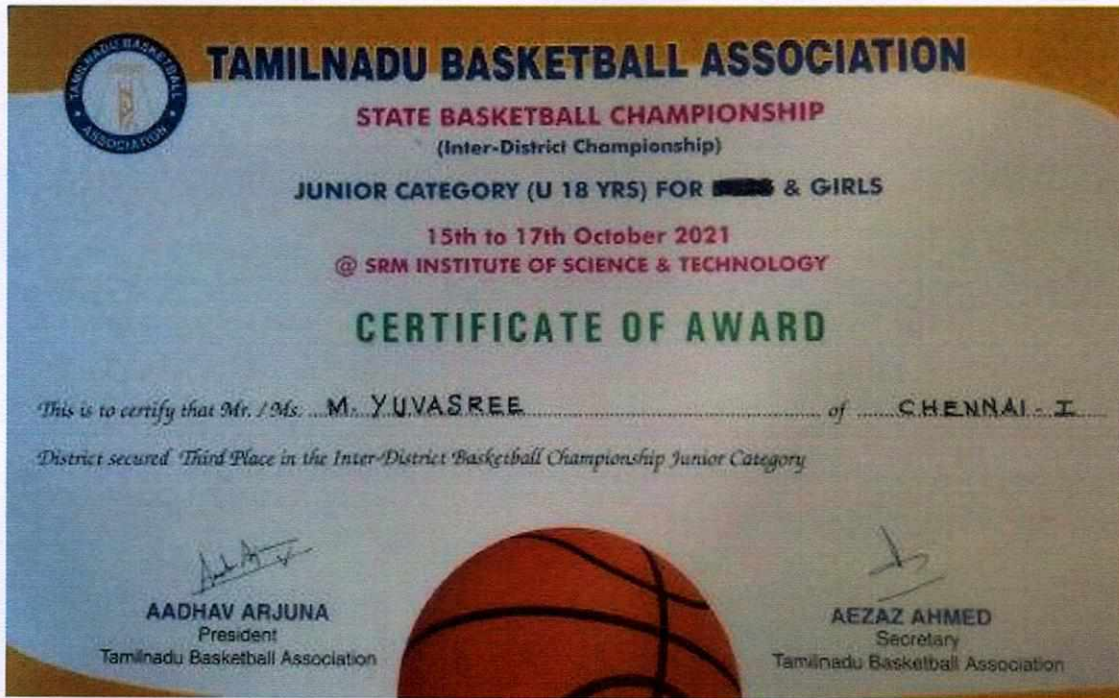 TAMILNADU BASKETBALL ASSOCIATION
TAMILNADU BASKETBALL
ASSOCIATION
STATE BASKETBALL CHAMPIONSHIP
(Inter-District Championship)
JUNIOR CATEGORY (U 18 YRS) FOR & GIRLS
15th to 17th October 2021
@ SRM INSTITUTE OF SCIENCE & TECHNOLOGY
CERTIFICATE OF AWARD
This is to certify that Mr. / Ms. M. YUVASREE of CHENNAI - I
District secured Third Place in the Inter-District Basketball Championship Junior Category
AADHAV ARJUNA
President
Tamilnadu Basketball Association
AEZAZ AHMED
Secretary
Tamilnadu Basketball Association